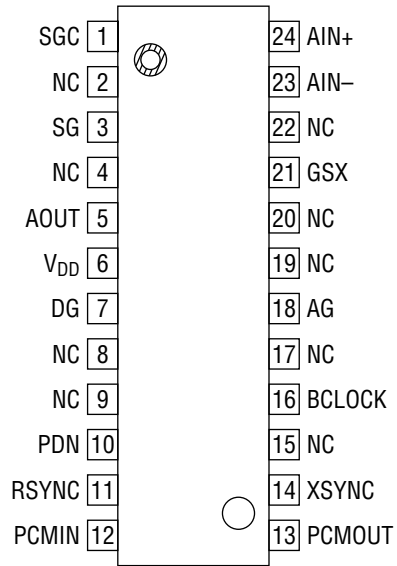 SGC 1 24 AIN+
NC 2 23 AIN–
SG 3 22 NC
NC 4 21 GSX
AOUT 5 20 NC
VDD 6 19 NC
DG 7 18 AG
NC 8 17 NC
NC 9 16 BCLOCK
PDN 10 15 NC
RSYNC 11 14 XSYNC
PCMIN 12 13 PCMOUT